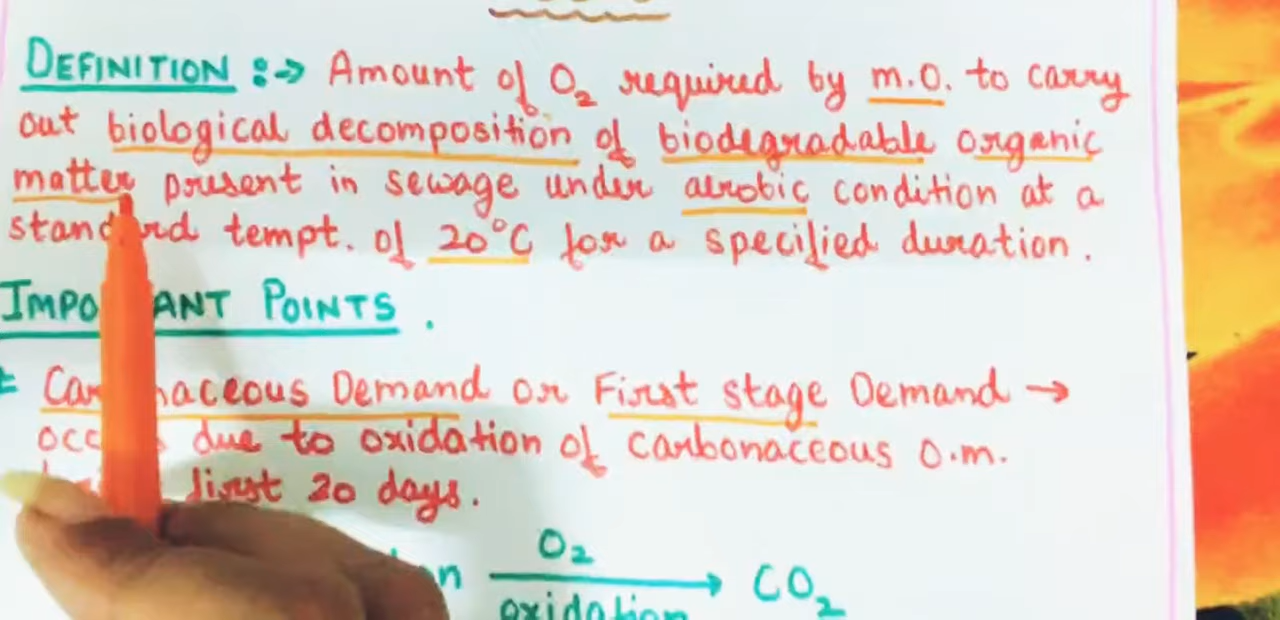 DEFINITION :→ Amount of O₂ required by m.O. to carry
out biological decomposition of biodegradable organic
matter present in sewage under aerobic condition at a
tempt. of 20°C for a specified duration.
POINTS.
Demand or First stage Demand →
due to oxidation of carbonaceous O.m.
first 20 days.
O₂
→ CO₂
oxidation